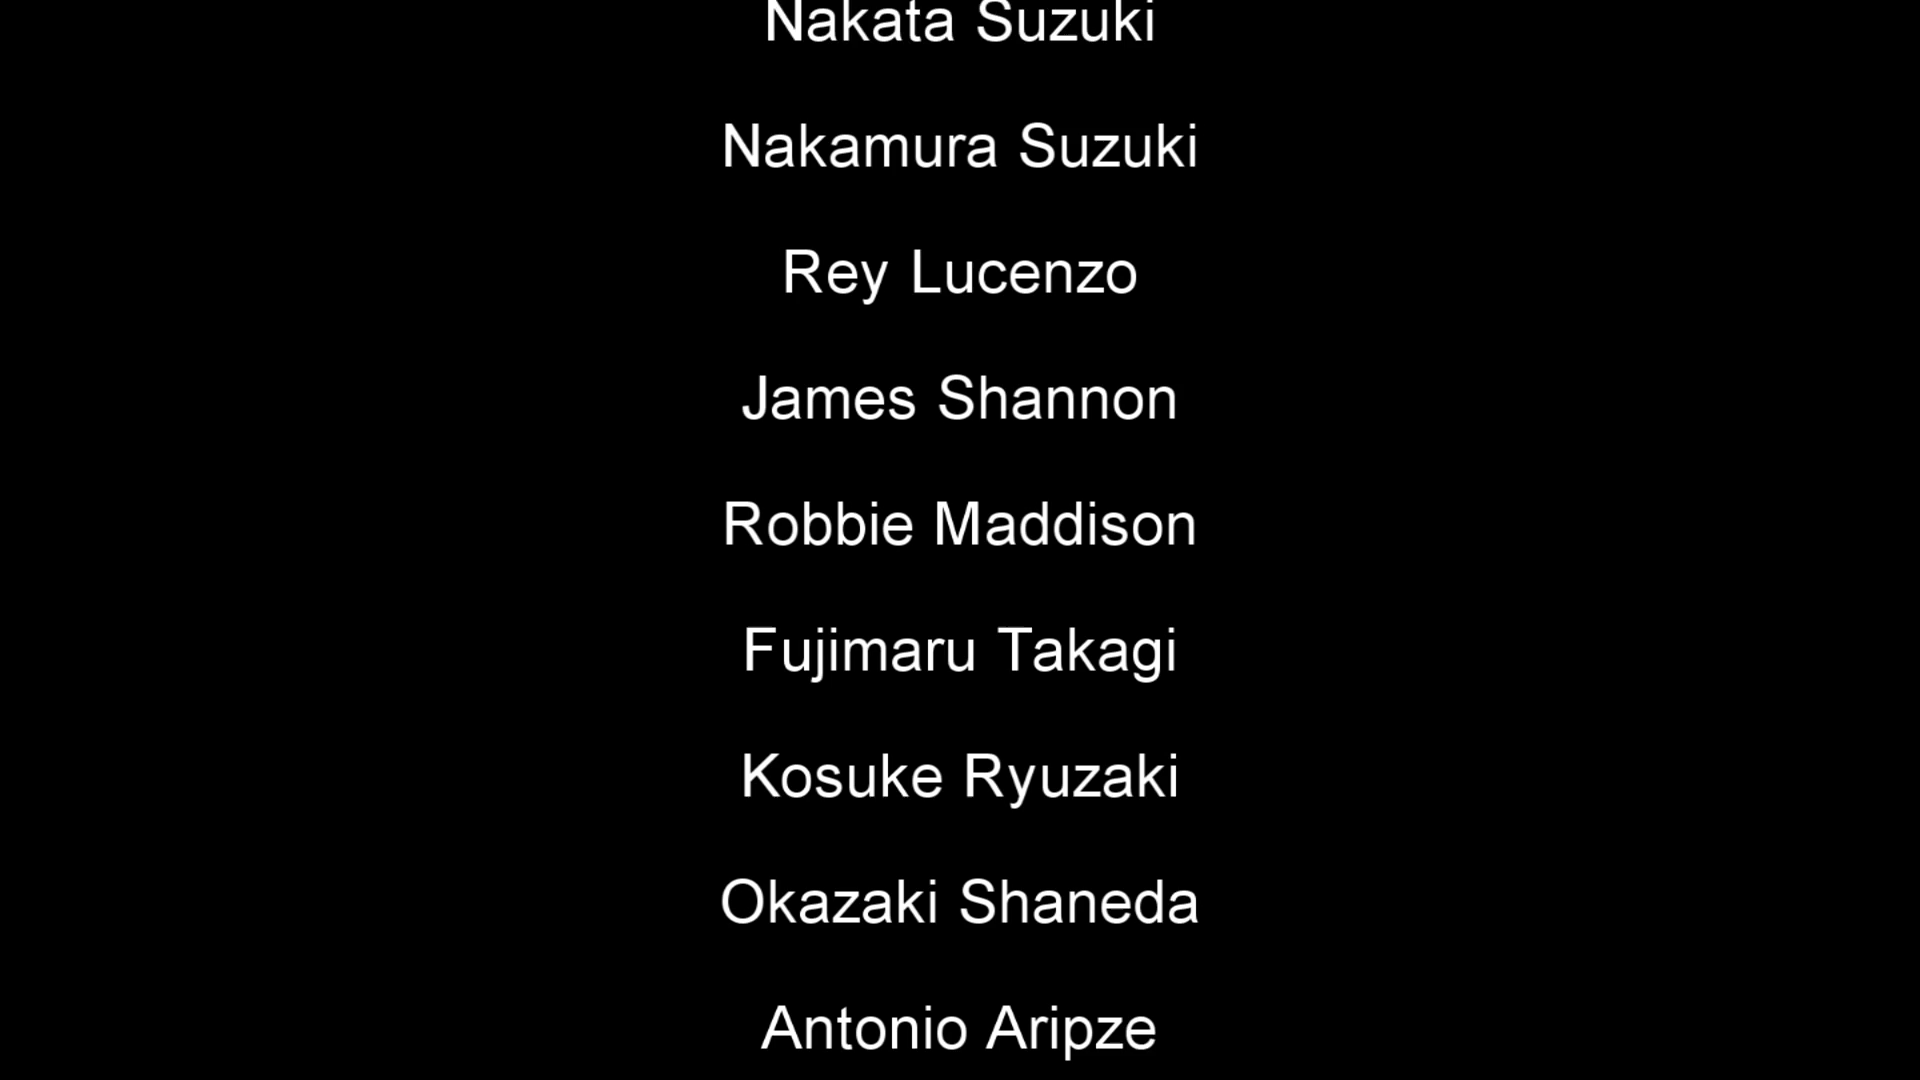 Nakata Suzuki
Nakamura Suzuki
Rey Lucenzo
James Shannon
Robbie Maddison
Fujimaru Takagi
Kosuke Ryuzaki
Okazaki Shaneda
Antonio Aripze